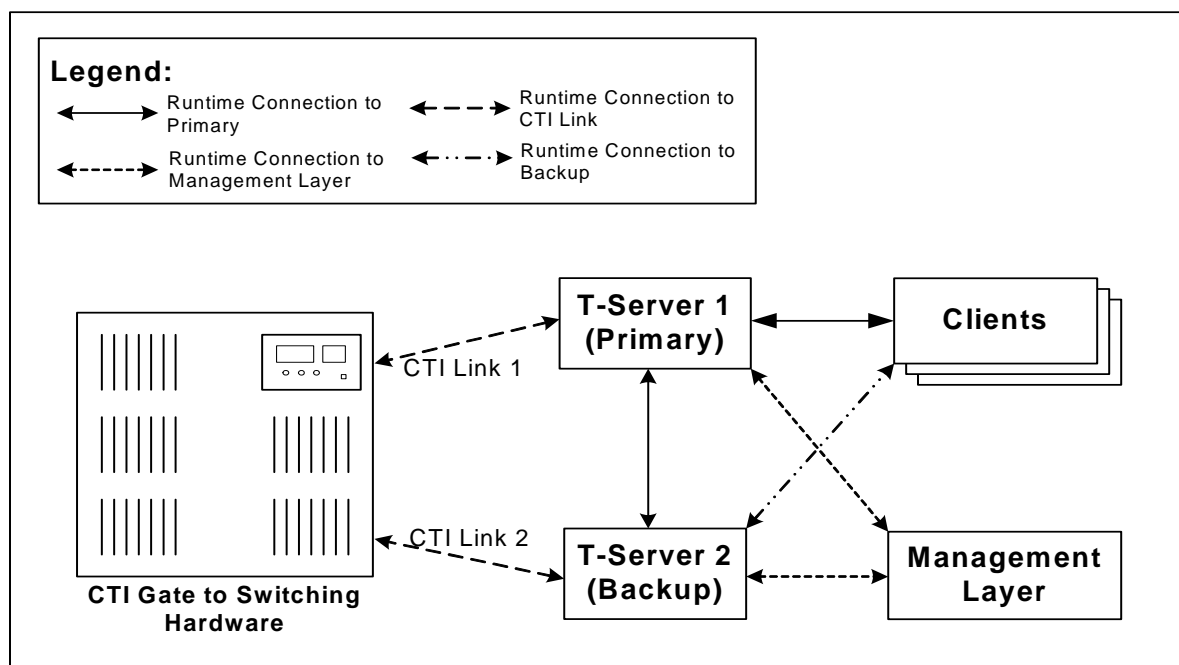 Legend:
Runtime Connection to
Primary
Runtime Connection to
CTI Link
Runtime Connection to
Management Layer
Runtime Connection to
Backup
T-Server 1
(Primary)
Clients
CTI Link 1
CTI Link 2
T-Server 2
(Backup)
Management
Layer
CTI Gate to Switching
Hardware